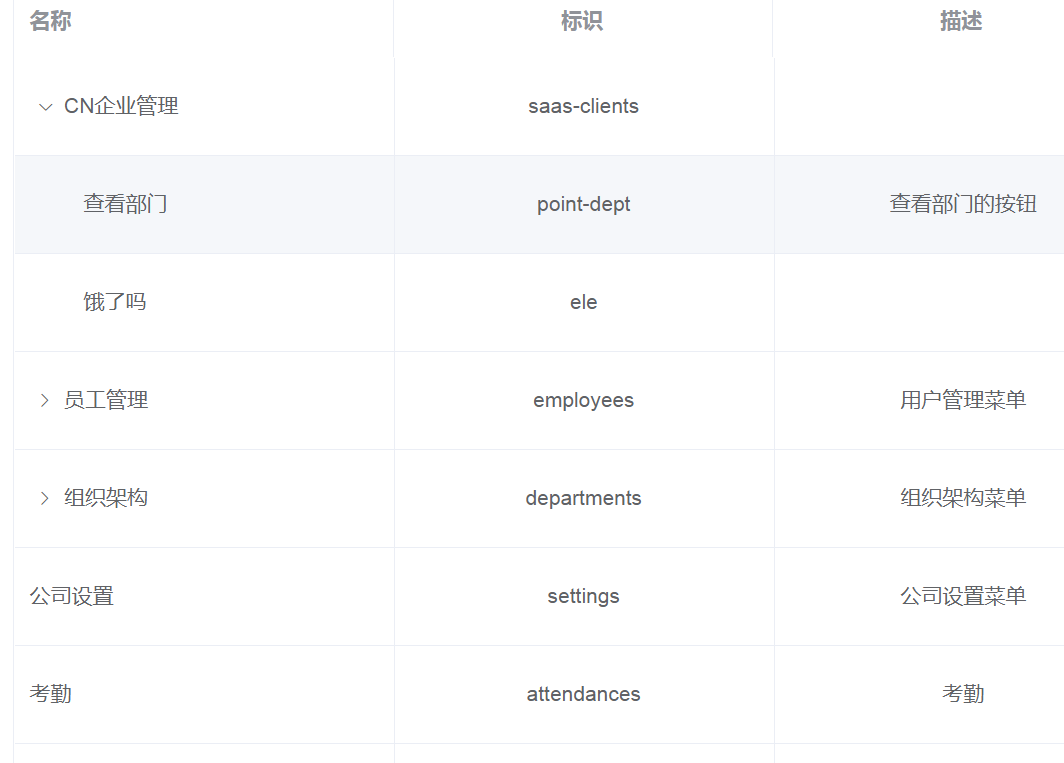 名称 标识 描述
CN企业管理 saas-clients
查看部门 point-dept 查看部门的按钮
饿了吗 ele
员工管理 employees 用户管理菜单
组织架构 departments 组织架构菜单
公司设置 settings 公司设置菜单
考勤 attendances 考勤